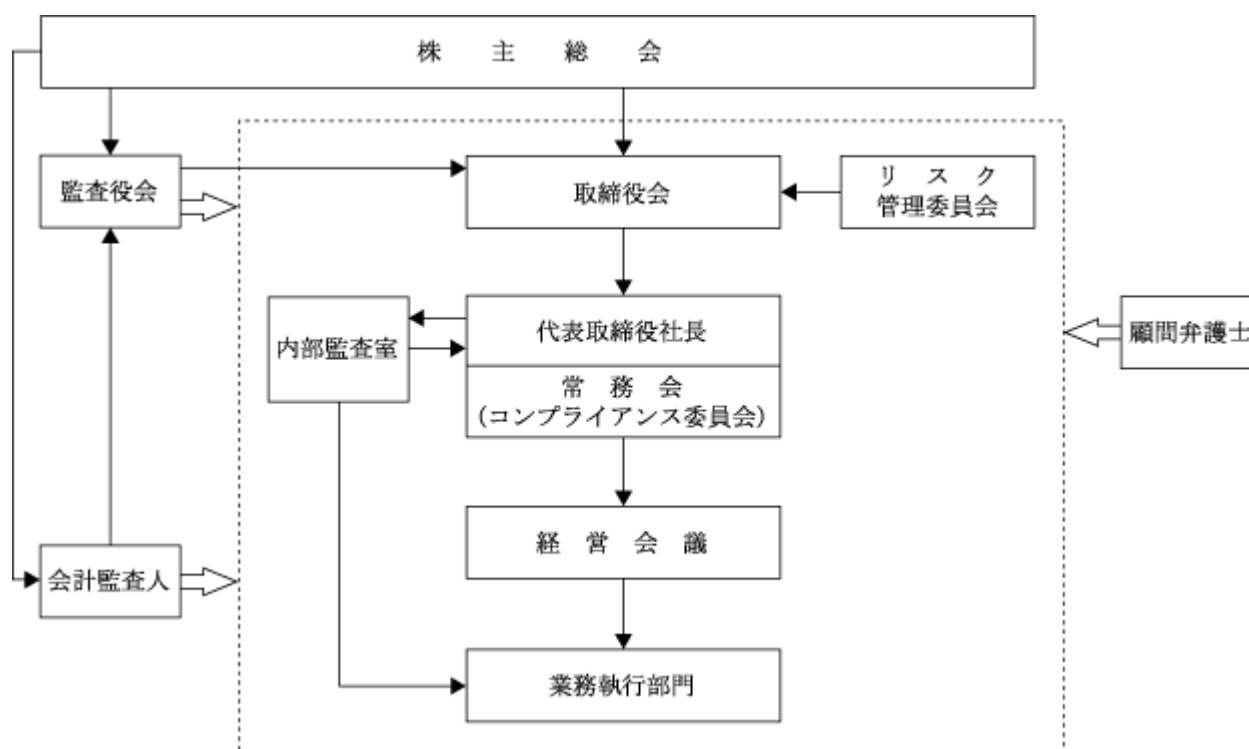 株主総会
監査役会
取締役会
リスク
管理委員会
内部監査室
代表取締役社長
常務会
(コンプライアンス委員会)
顧問弁護士
経営会議
会計監査人
業務執行部門